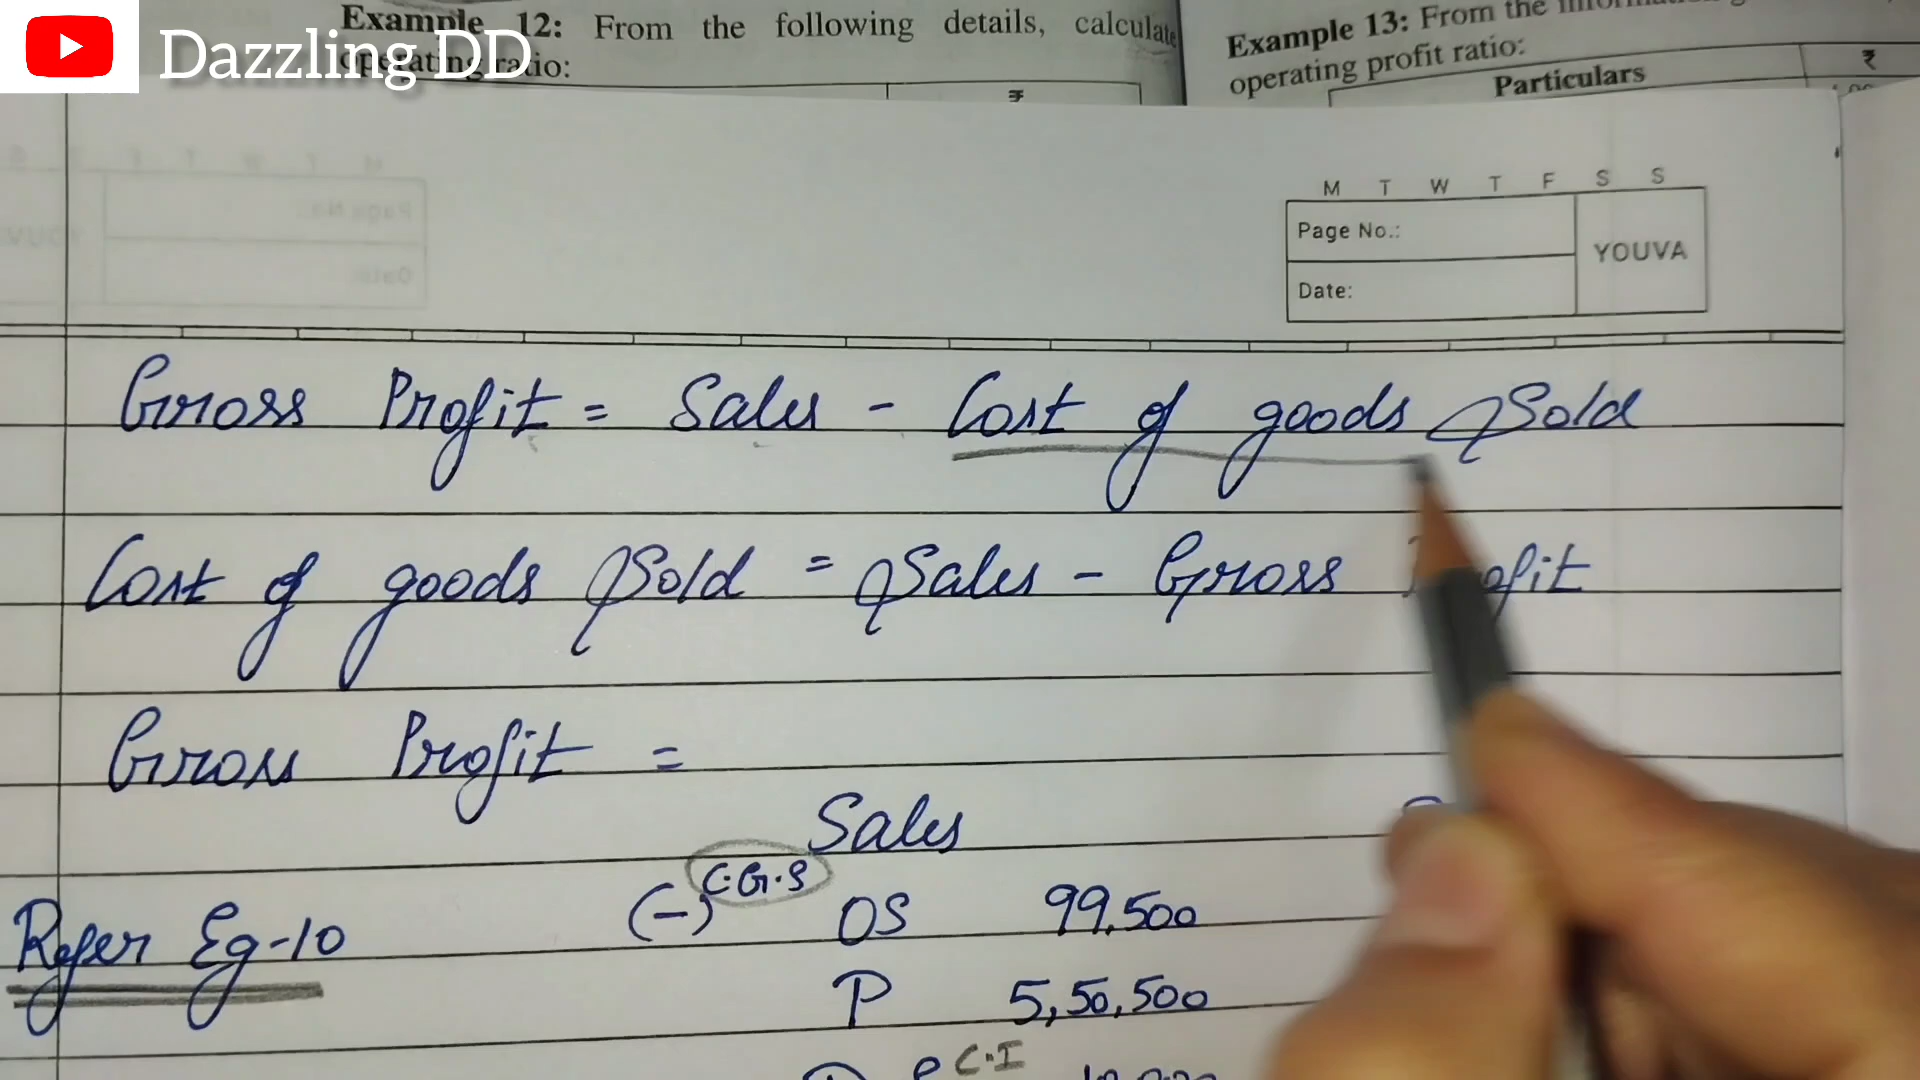 Dazzling DD
Example 12: From the following details, calculate
operating ratio:
₹
Example 13: From the
operating profit ratio:
Particulars ₹
M T W T F S S
Page No.:
YOUVA
Date:
Gross Profit = Sales - Cost of goods Sold
Cost of goods Sold = Sales - Gross Profit
Gross Profit =
Sales
(-) C.G.S OS 99,500
Refer Eg-10
P 5,50,500
C.I